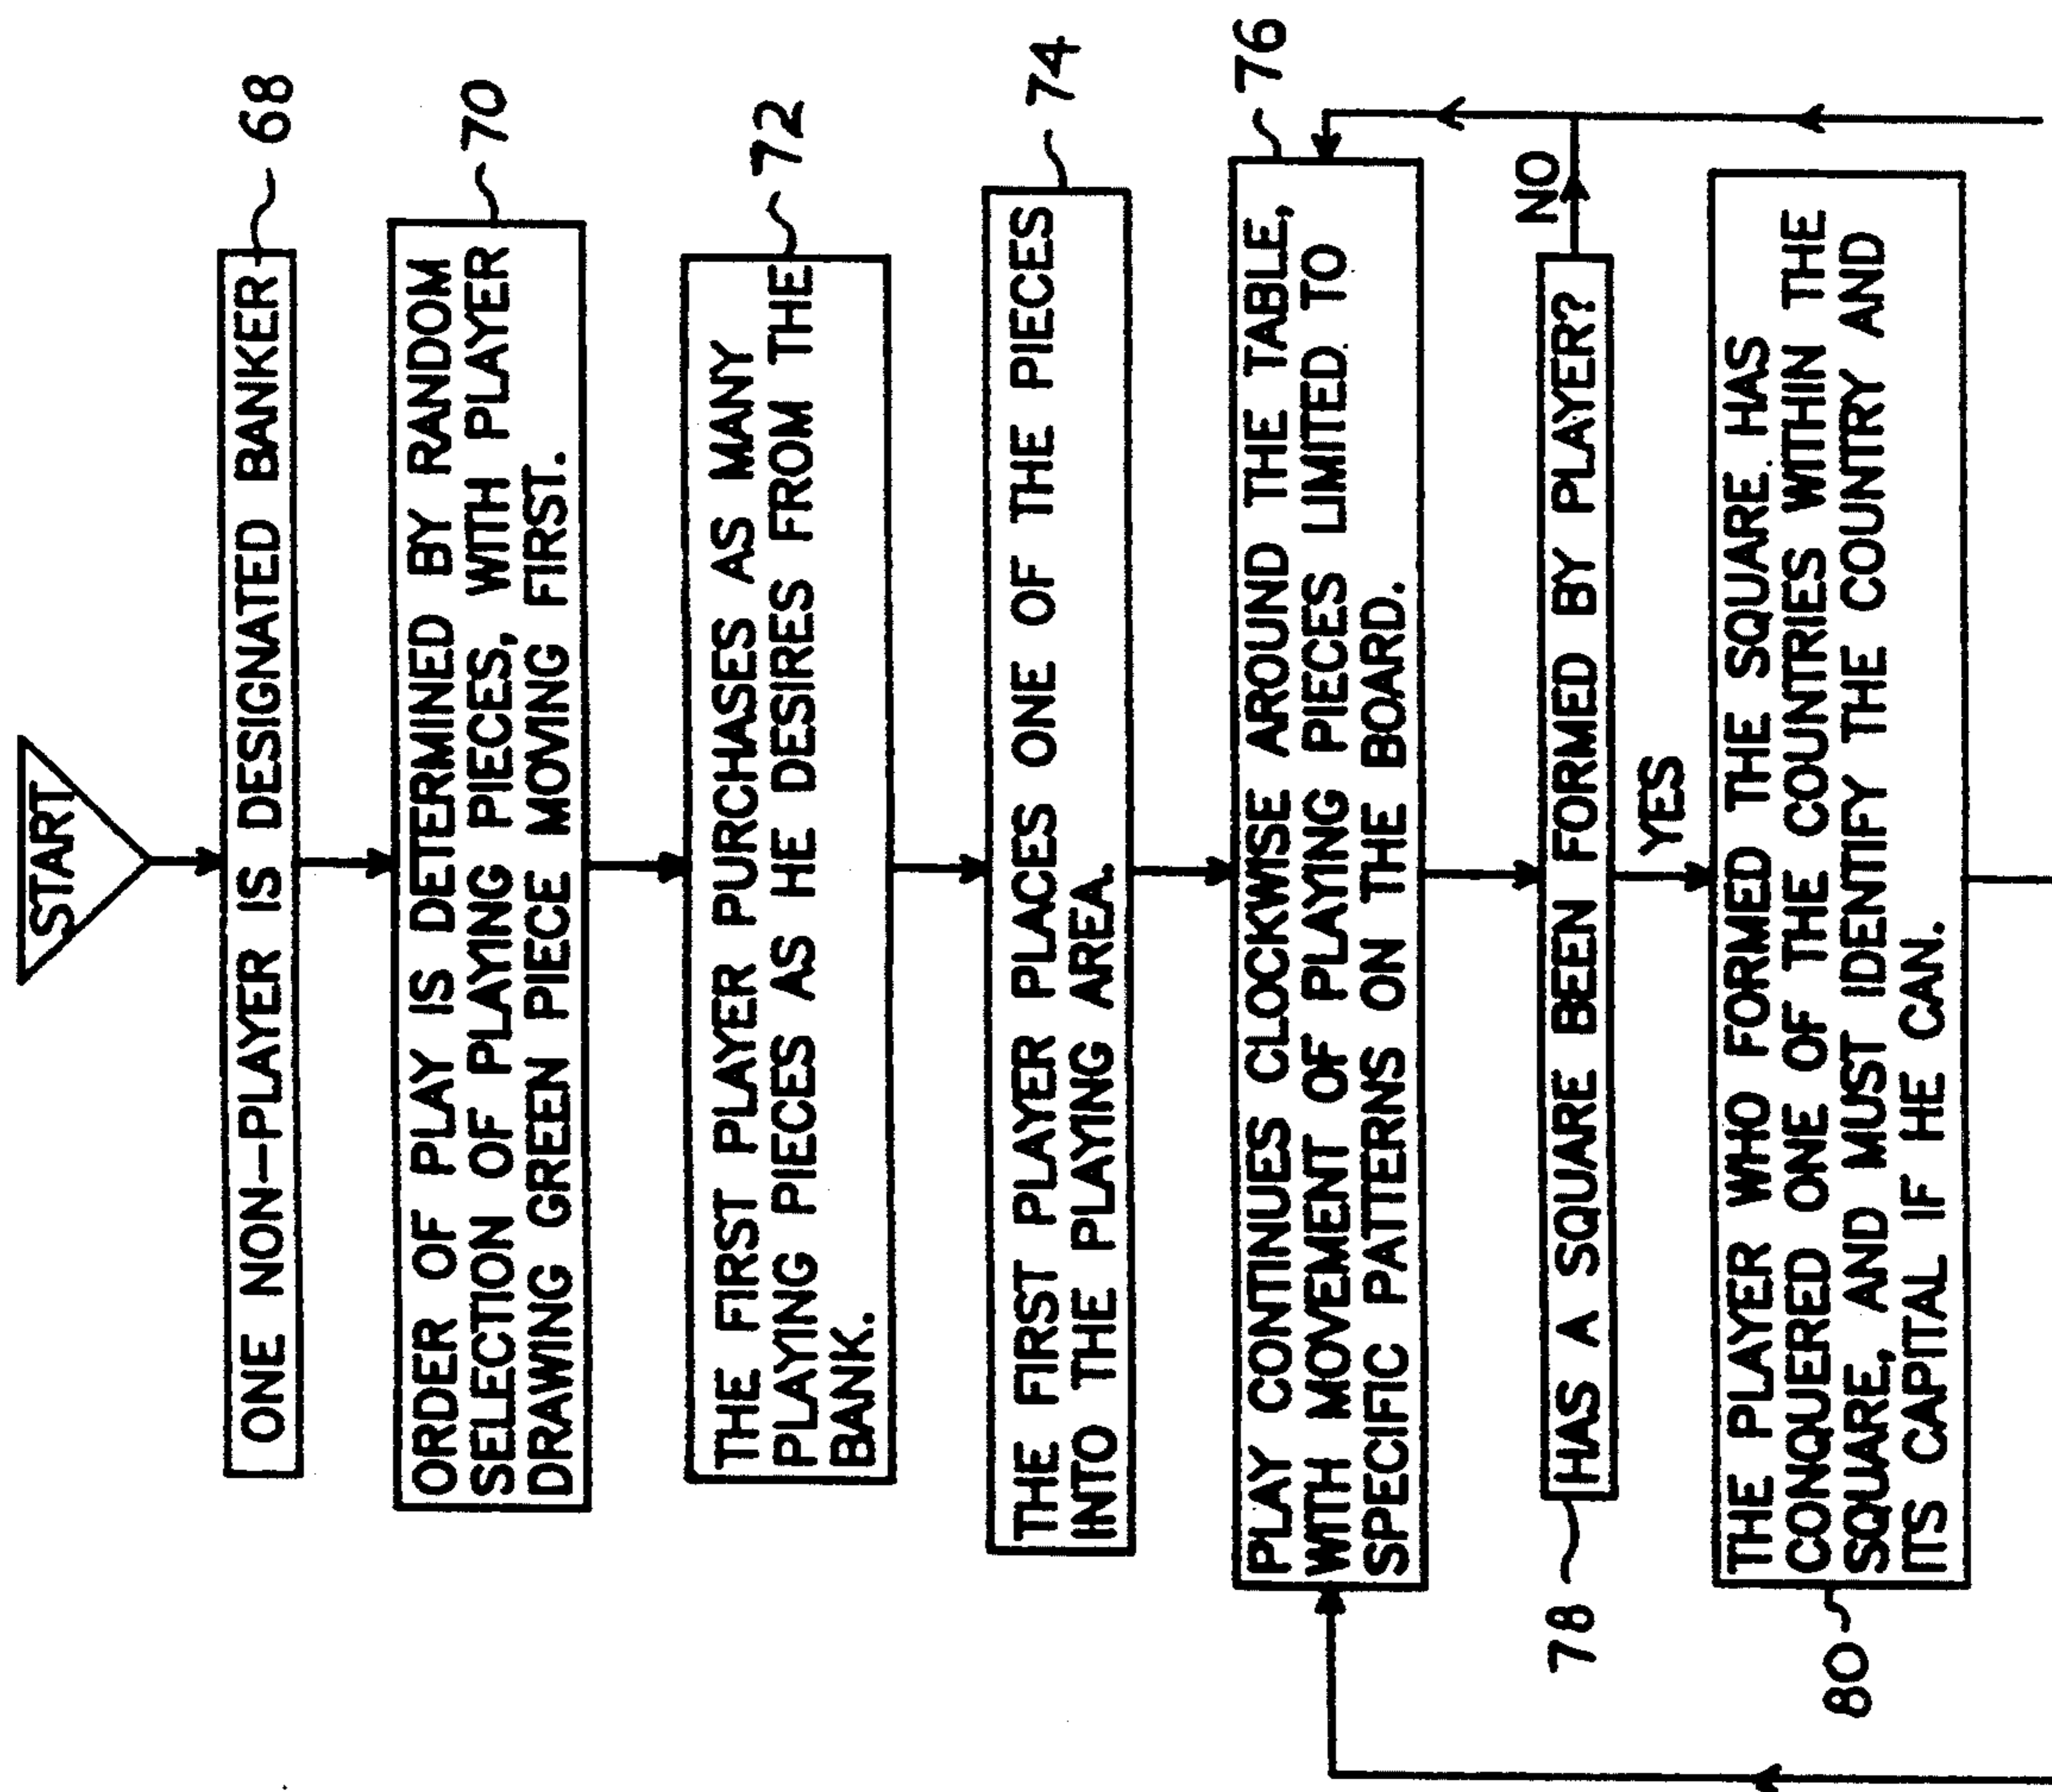 START
ONE NON-PLAYER IS DESIGNATED BANKER
68
ORDER OF PLAY IS DETERMINED BY RANDOM
SELECTION OF PLAYING PIECES, WITH PLAYER
DRAWING GREEN PIECE MOVING FIRST.
70
THE FIRST PLAYER PURCHASES AS MANY
PLAYING PIECES AS HE DESIRES FROM THE
BANK.
72
THE FIRST PLAYER PLACES ONE OF THE PIECES
INTO THE PLAYING AREA.
74
PLAY CONTINUES CLOCKWISE AROUND THE TABLE,
WITH MOVEMENT OF PLAYING PIECES LIMITED TO
SPECIFIC PATTERNS ON THE BOARD.
76
78
HAS A SQUARE BEEN FORMED BY PLAYER?
NO
YES
80
THE PLAYER WHO FORMED THE SQUARE HAS
CONQUERED ONE OF THE COUNTRIES WITHIN THE
SQUARE, AND MUST IDENTIFY THE COUNTRY AND
ITS CAPITAL IF HE CAN.